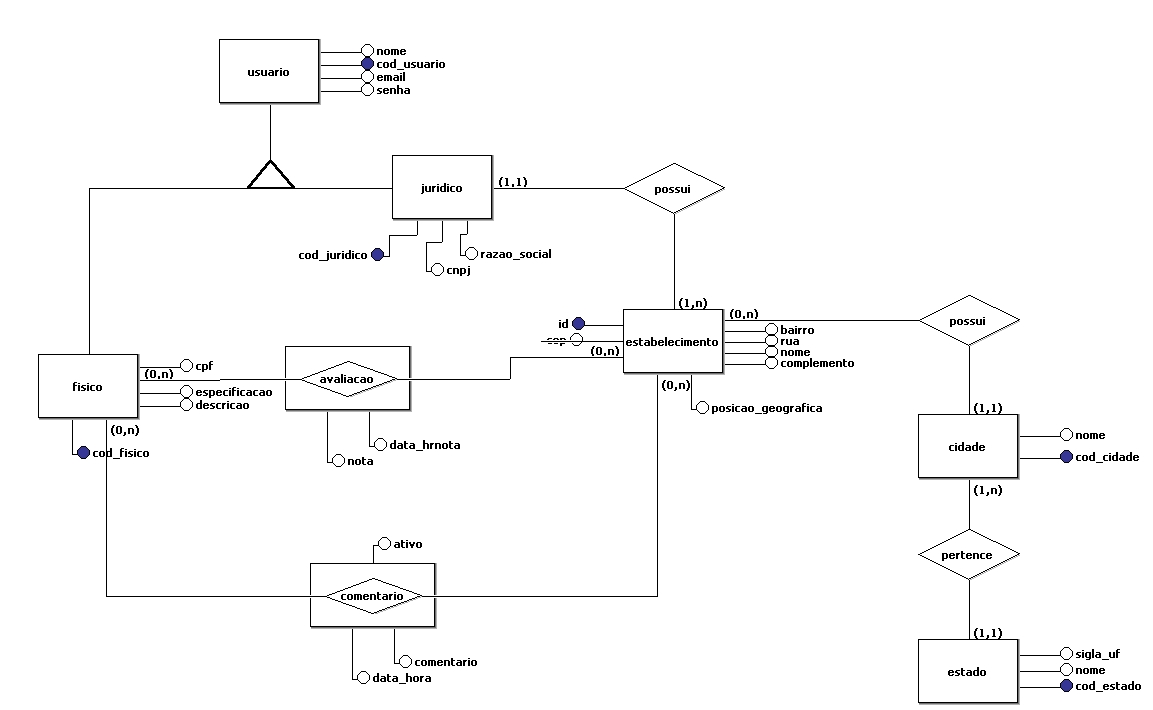 nome
usuario
cod_usuario
email
senha
juridico
(1,1)
possui
cod_juridico
razao_social
cnpj
(1,n)
(0,n)
id
bairro
possui
cep
rua
estabelecimento
(0,n)
nome
complemento
cpf
(0,n)
avaliacao
fisico
especificacao
descricao
(0,n)
posicao_geografica
(1,1)
(0,n)
cod_fisico
data_hrnota
nota
nome
cidade
cod_cidade
(1,n)
ativo
pertence
comentario
(1,1)
comentario
data_hora
sigla_uf
estado
nome
cod_estado